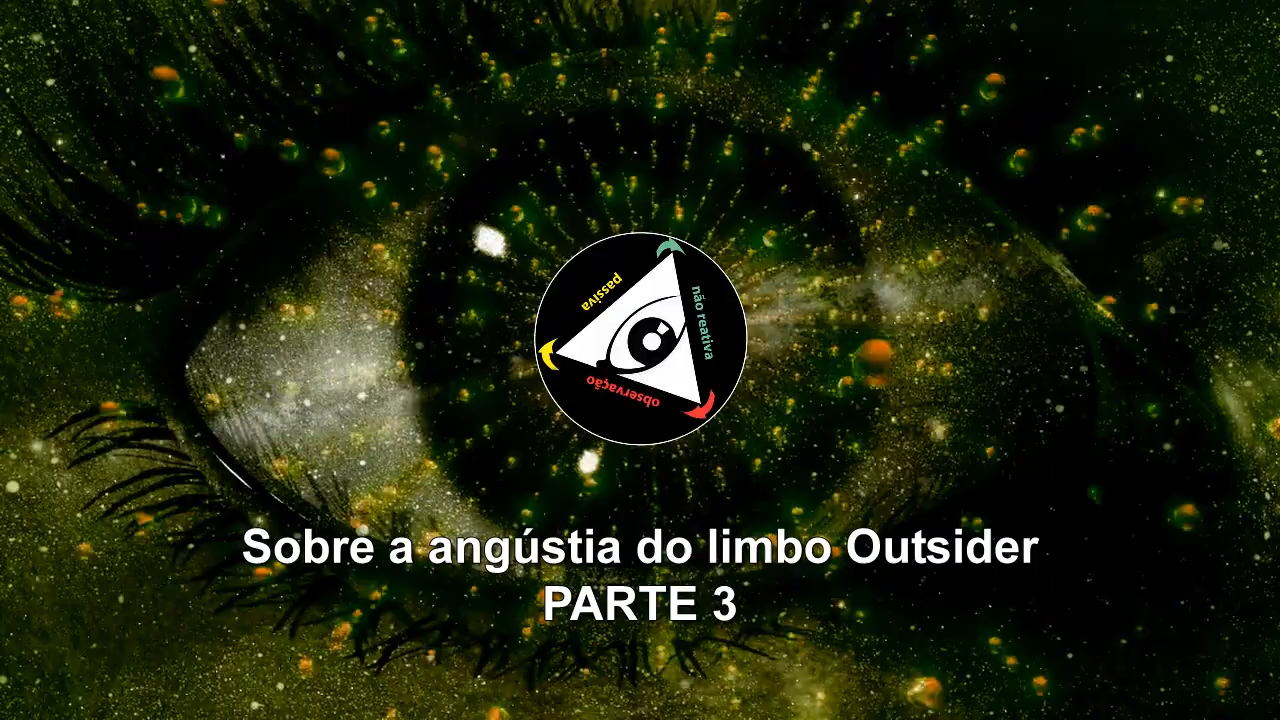 passiva
não reativa
observação
Sobre a angústia do limbo Outsider
PARTE 3